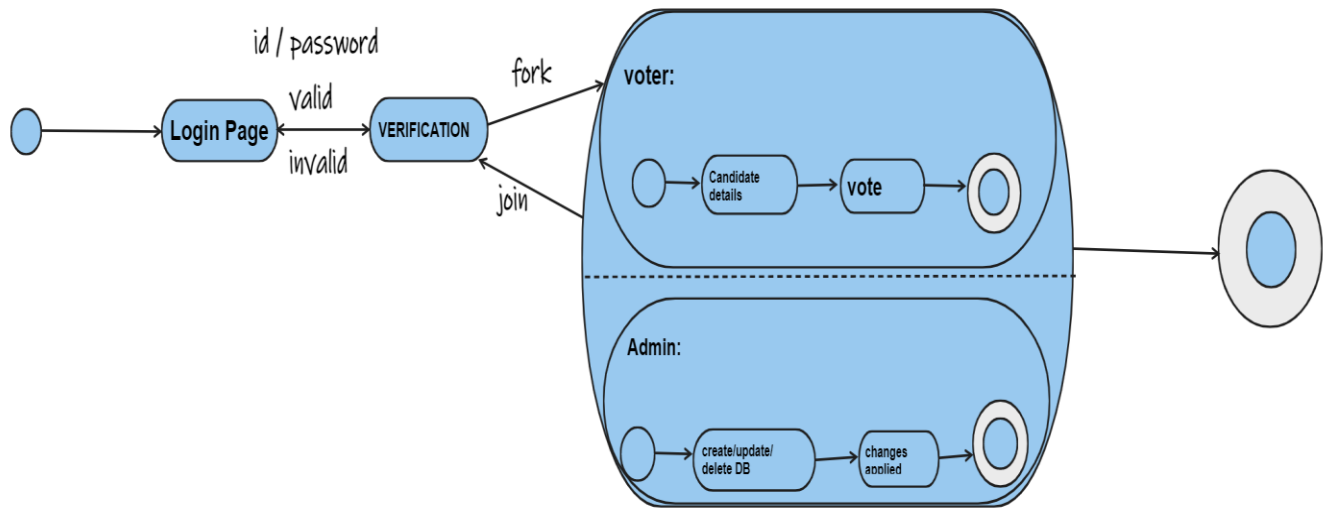 id / password
valid
Login Page
VERIFICATION
invalid
fork
join
voter:
Candidate
details
vote
Admin:
create/update/
delete DB
changes
applied